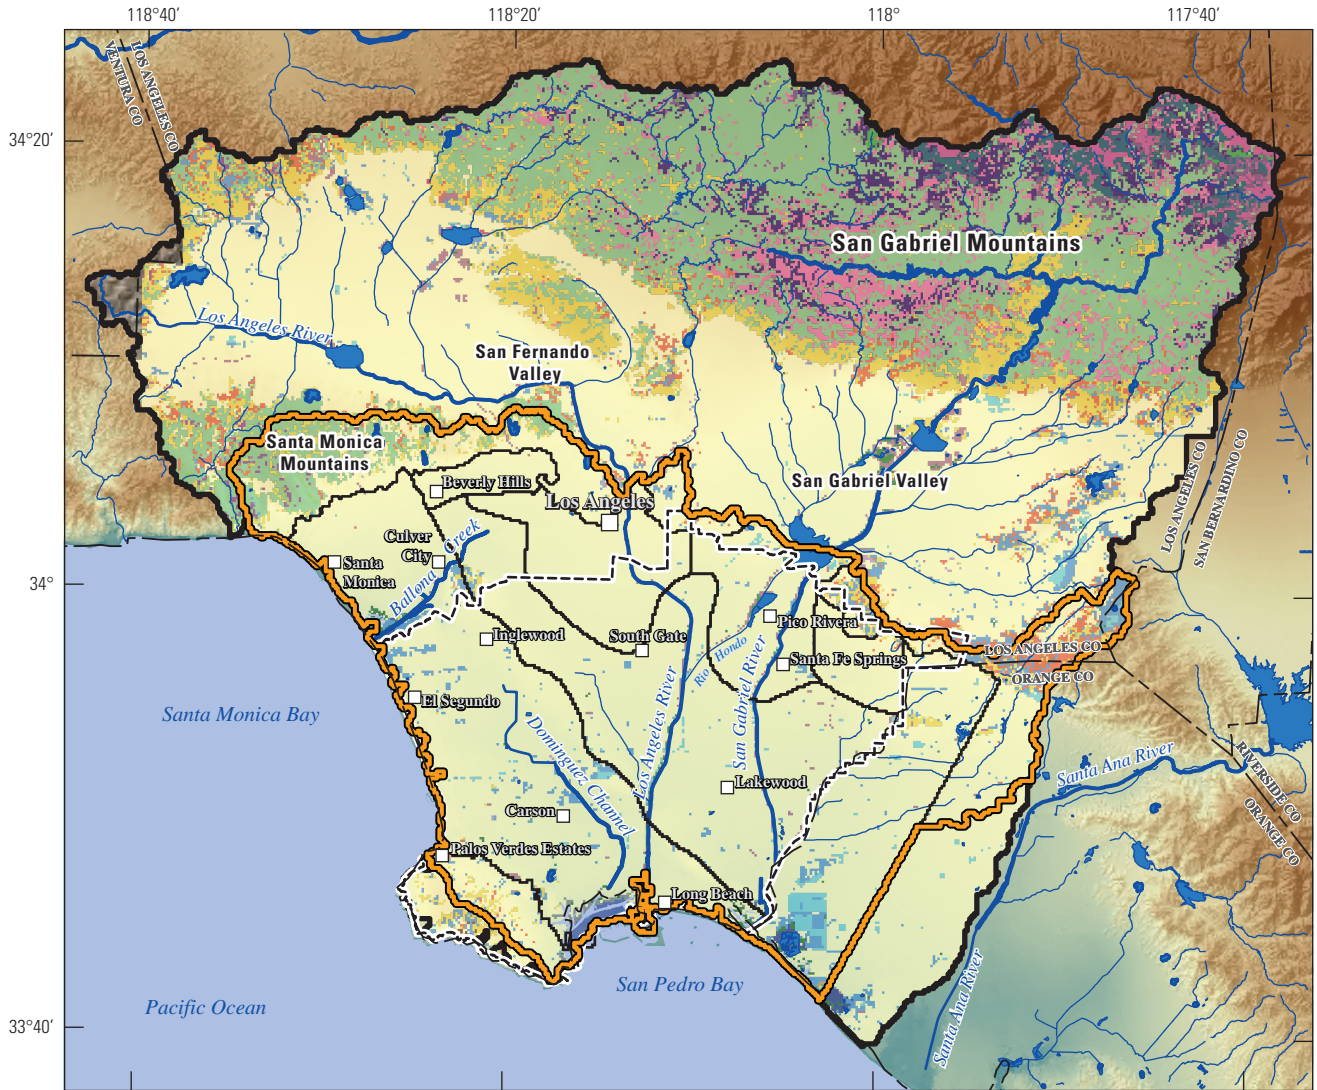 118°40'
118°20'
118°
117°40'
LOS ANGELES CO
VENTURA CO
34°20'
San Gabriel Mountains
Los Angeles River
San Fernando
Valley
Santa Monica
Mountains
San Gabriel Valley
Beverly Hills
Los Angeles
LOS ANGELES CO
SAN BERNARDINO CO
Culver
City
Ballona Creek
Santa
Monica
34°
Pico Rivera
Inglewood
South Gate
Rio Hondo
Santa Fe Springs
LOS ANGELES CO
ORANGE CO
El Segundo
Santa Monica Bay
Dominguez Channel
Los Angeles River
San Gabriel River
Santa Ana River
RIVERSIDE CO
ORANGE CO
Lakewood
Carson
Palos Verdes Estates
Long Beach
San Pedro Bay
Pacific Ocean
Santa Ana River
33°40'